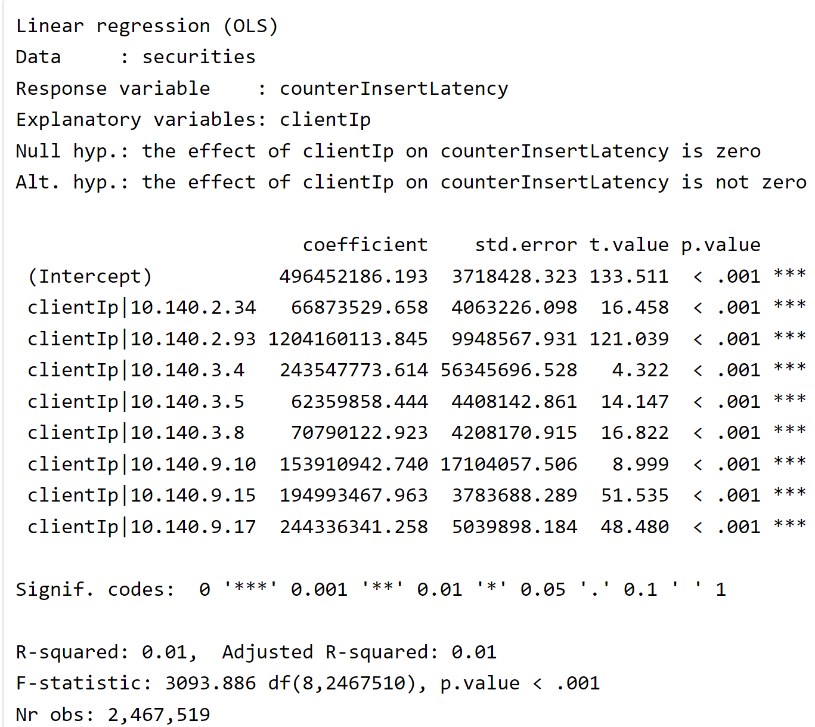 Linear regression (OLS)
Data     : securities
Response variable    : counterInsertLatency
Explanatory variables: clientIp
Null hyp.: the effect of clientIp on counterInsertLatency is zero
Alt. hyp.: the effect of clientIp on counterInsertLatency is not zero
                       coefficient    std.error t.value p.value
 (Intercept)          496452186.193  3718428.323 133.511  < .001 ***
 clientIp|10.140.2.34   66873529.658  4063226.098  16.458  < .001 ***
 clientIp|10.140.2.93 1204160113.845  9948567.931 121.039  < .001 ***
 clientIp|10.140.3.4   243547773.614 56345696.528   4.322  < .001 ***
 clientIp|10.140.3.5    62359858.444  4408142.861  14.147  < .001 ***
 clientIp|10.140.3.8    70790122.923  4208170.915  16.822  < .001 ***
 clientIp|10.140.9.10  153910942.740 17104057.506   8.999  < .001 ***
 clientIp|10.140.9.15  194993467.963  3783688.289  51.535  < .001 ***
 clientIp|10.140.9.17  244336341.258  5039898.184  48.480  < .001 ***
Signif. codes:  0 '***' 0.001 '**' 0.01 '*' 0.05 '.' 0.1 ' ' 1
R-squared: 0.01,  Adjusted R-squared: 0.01
F-statistic: 3093.886 df(8,2467510), p.value < .001
Nr obs: 2,467,519